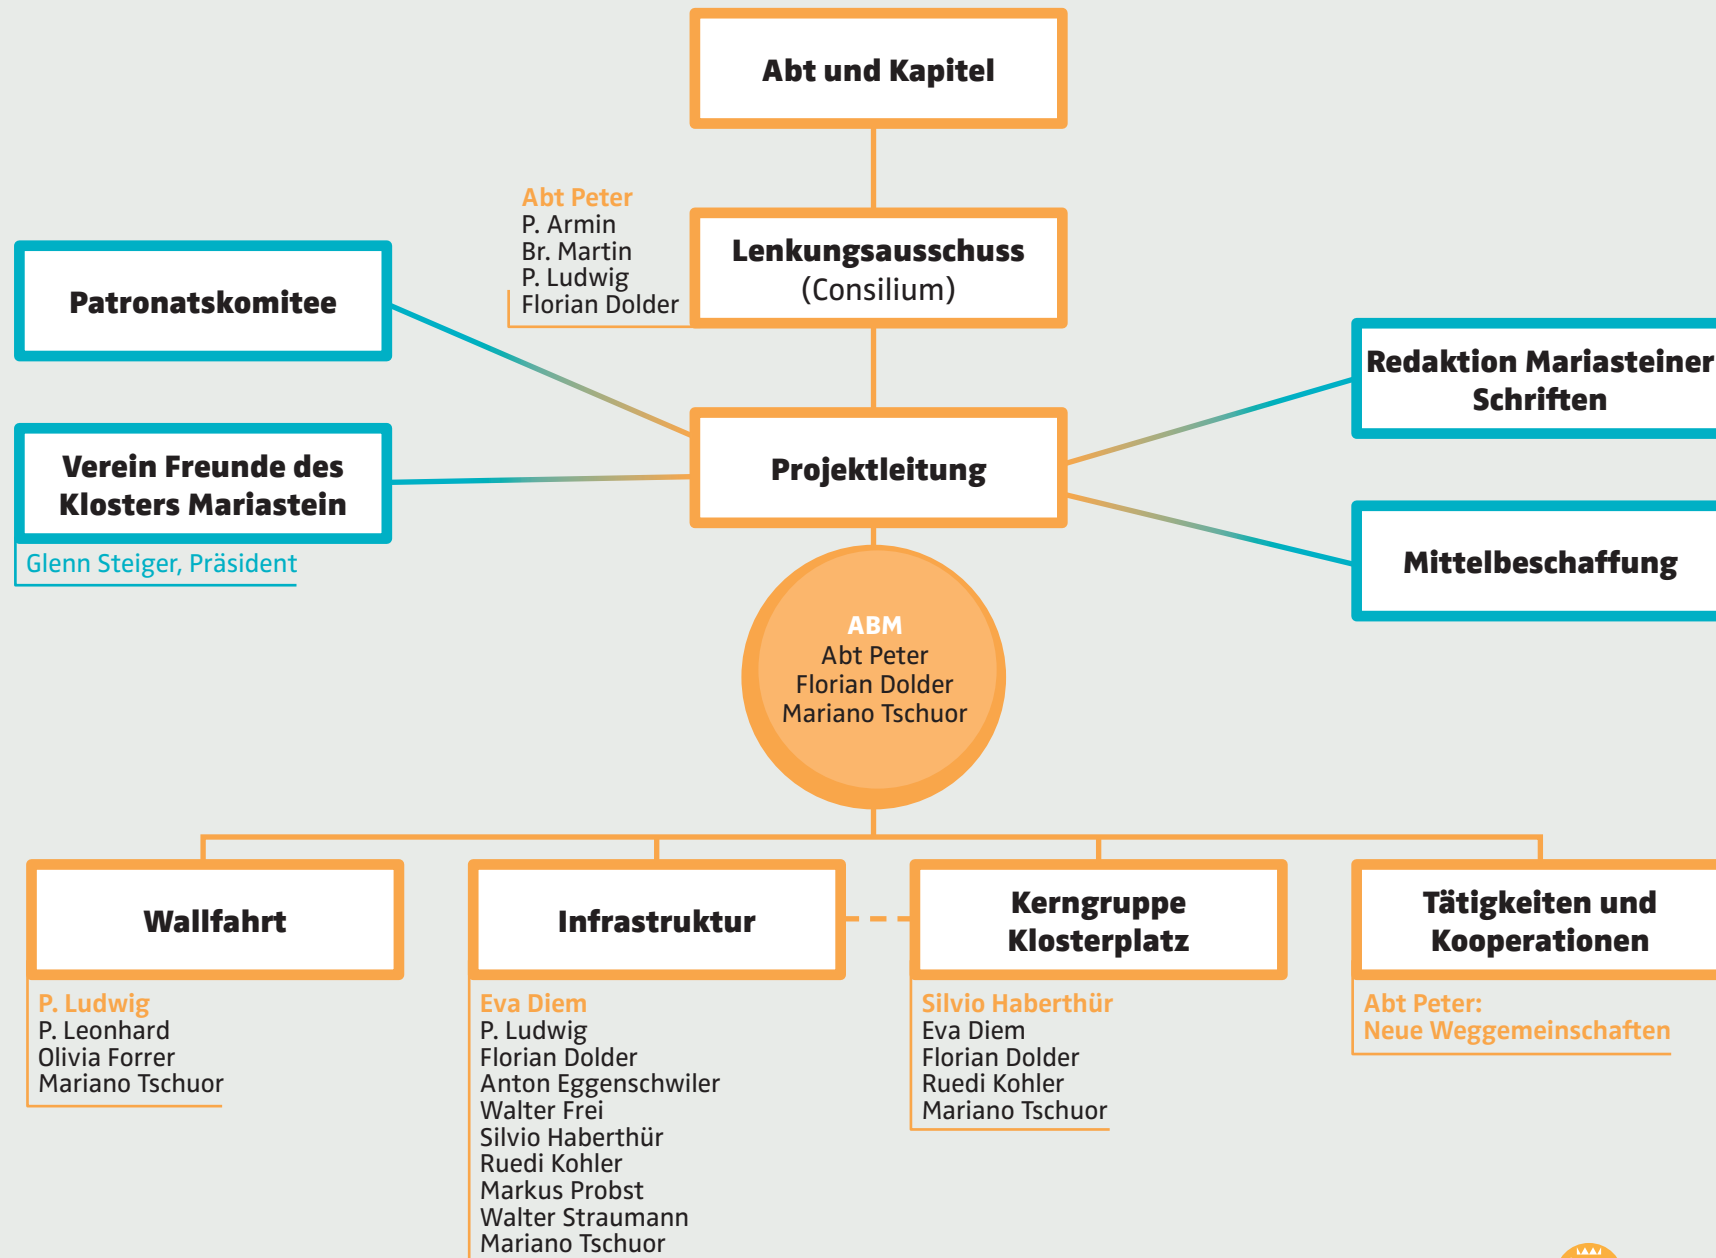 Abt und Kapitel
Abt Peter
P. Armin
Br. Martin
P. Ludwig
Florian Dolder
Lenkungsausschuss
(Consilium)
Patronatskomitee
Redaktion Mariasteiner
Schriften
Verein Freunde des
Klosters Mariastein
Glenn Steiger, Präsident
Projektleitung
Mittelbeschaffung
ABM
Abt Peter
Florian Dolder
Mariano Tschuor
Wallfahrt
P. Ludwig
P. Leonhard
Olivia Forrer
Mariano Tschuor
Infrastruktur
Eva Diem
P. Ludwig
Florian Dolder
Anton Eggenschwiler
Walter Frei
Silvio Haberthür
Ruedi Kohler
Markus Probst
Walter Straumann
Mariano Tschuor
Kerngruppe
Klosterplatz
Silvio Haberthür
Eva Diem
Florian Dolder
Ruedi Kohler
Mariano Tschuor
Tätigkeiten und
Kooperationen
Abt Peter:
Neue Weggemeinschaften